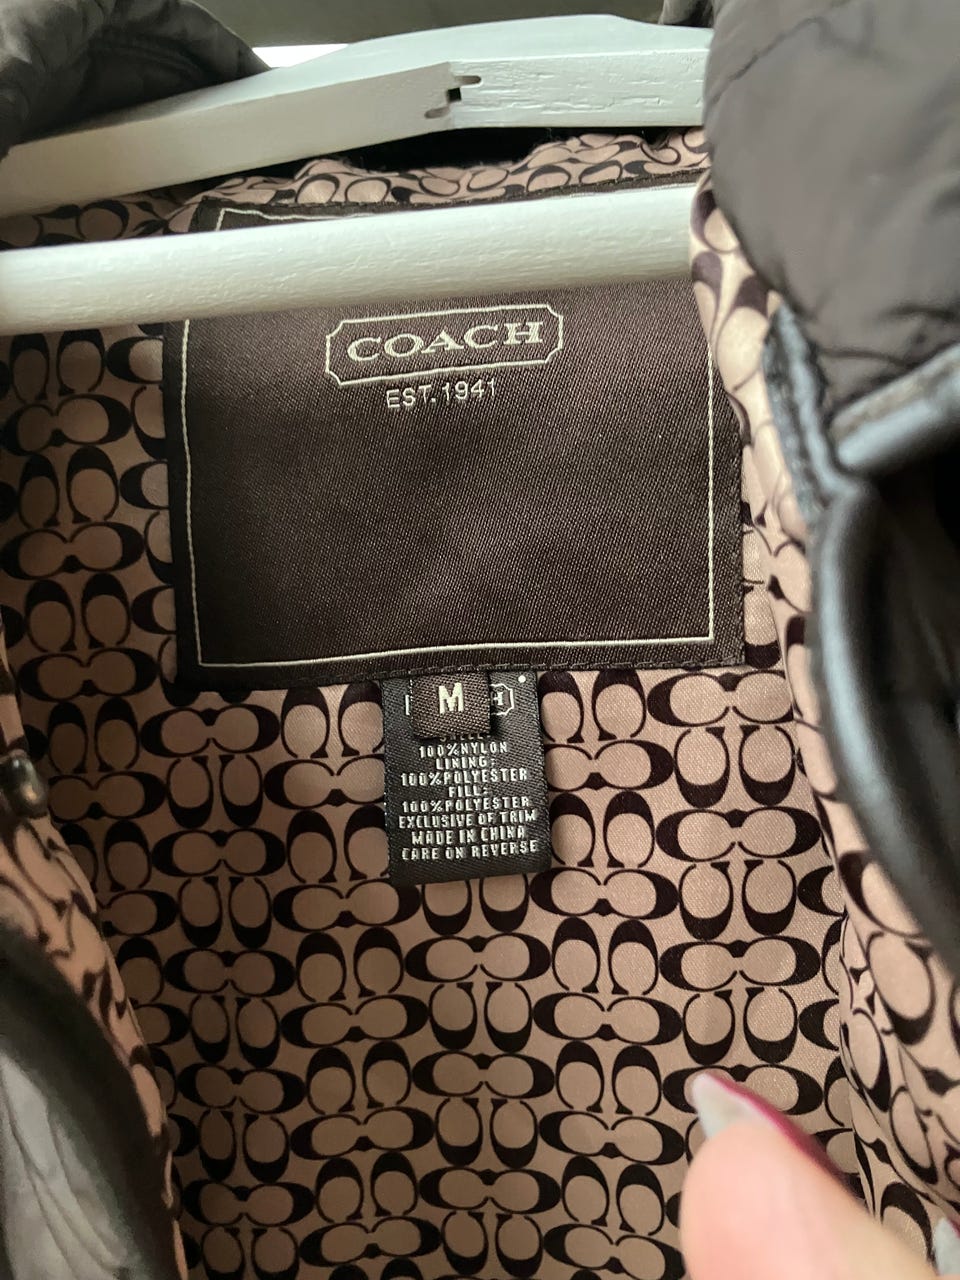 COACH
EST. 1941
M
100%NYLON
LINING:
100%POLYESTER
FILL:
100%POLYESTER
EXCLUSIVE OF TRIM
MADE IN CHINA
CARE ON REVERSE